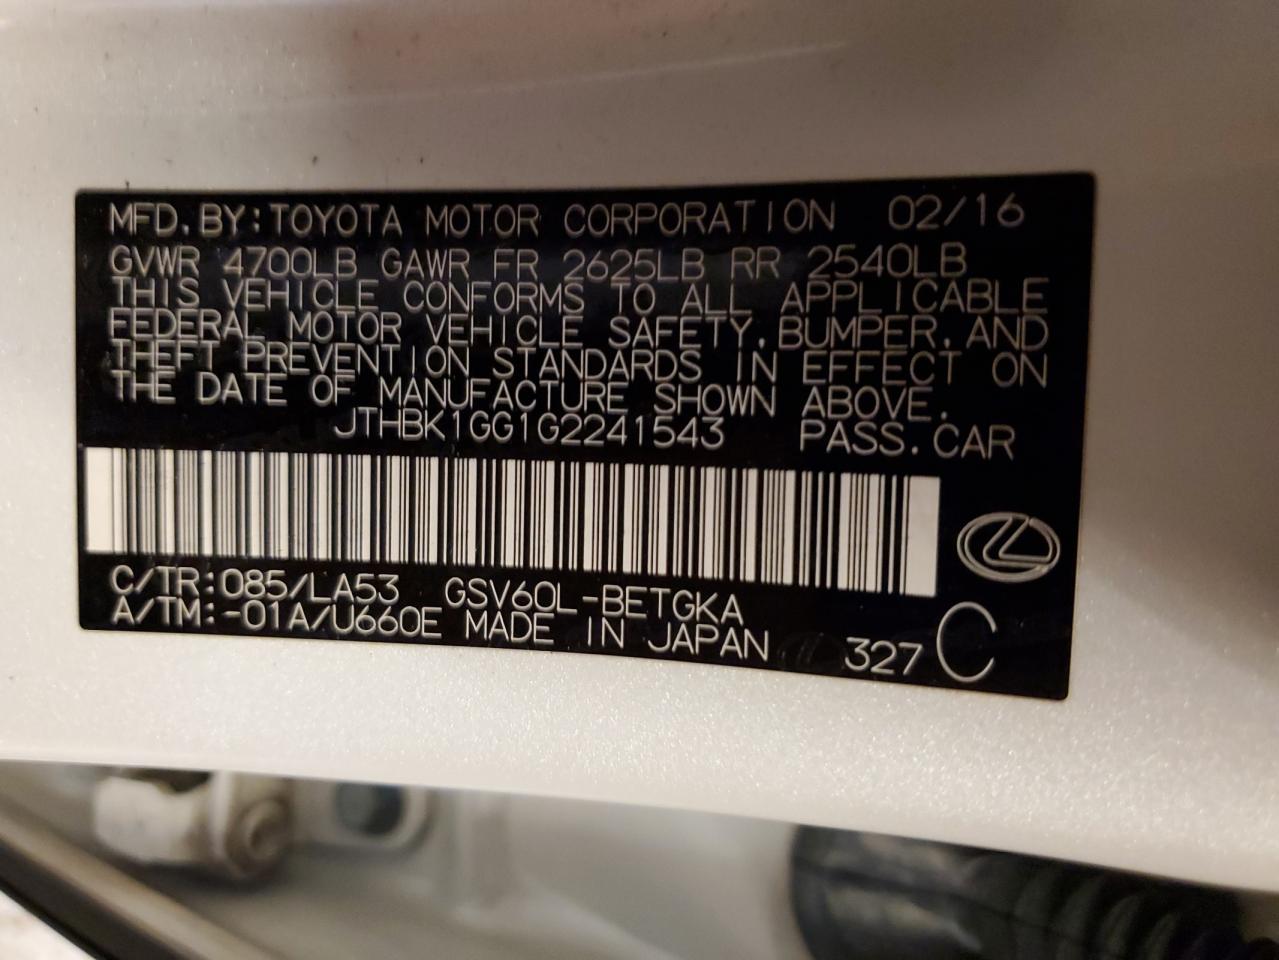 MFD. BY: TOYOTA MOTOR CORPORATION 02/16
GVWR 4700LB GAWR FR 2625LB RR 2540LB
THIS VEHICLE CONFORMS TO ALL APPLICABLE
FEDERAL MOTOR VEHICLE SAFETY, BUMPER, AND
THEFT PREVENTION STANDARDS IN EFFECT ON
THE DATE OF MANUFACTURE SHOWN ABOVE.
JTHBK1GG1G2241543 PASS. CAR
C/TR: 085/LA53 GSV60L-BETGKA
A/TM: -01A/U660E MADE IN JAPAN 327 C